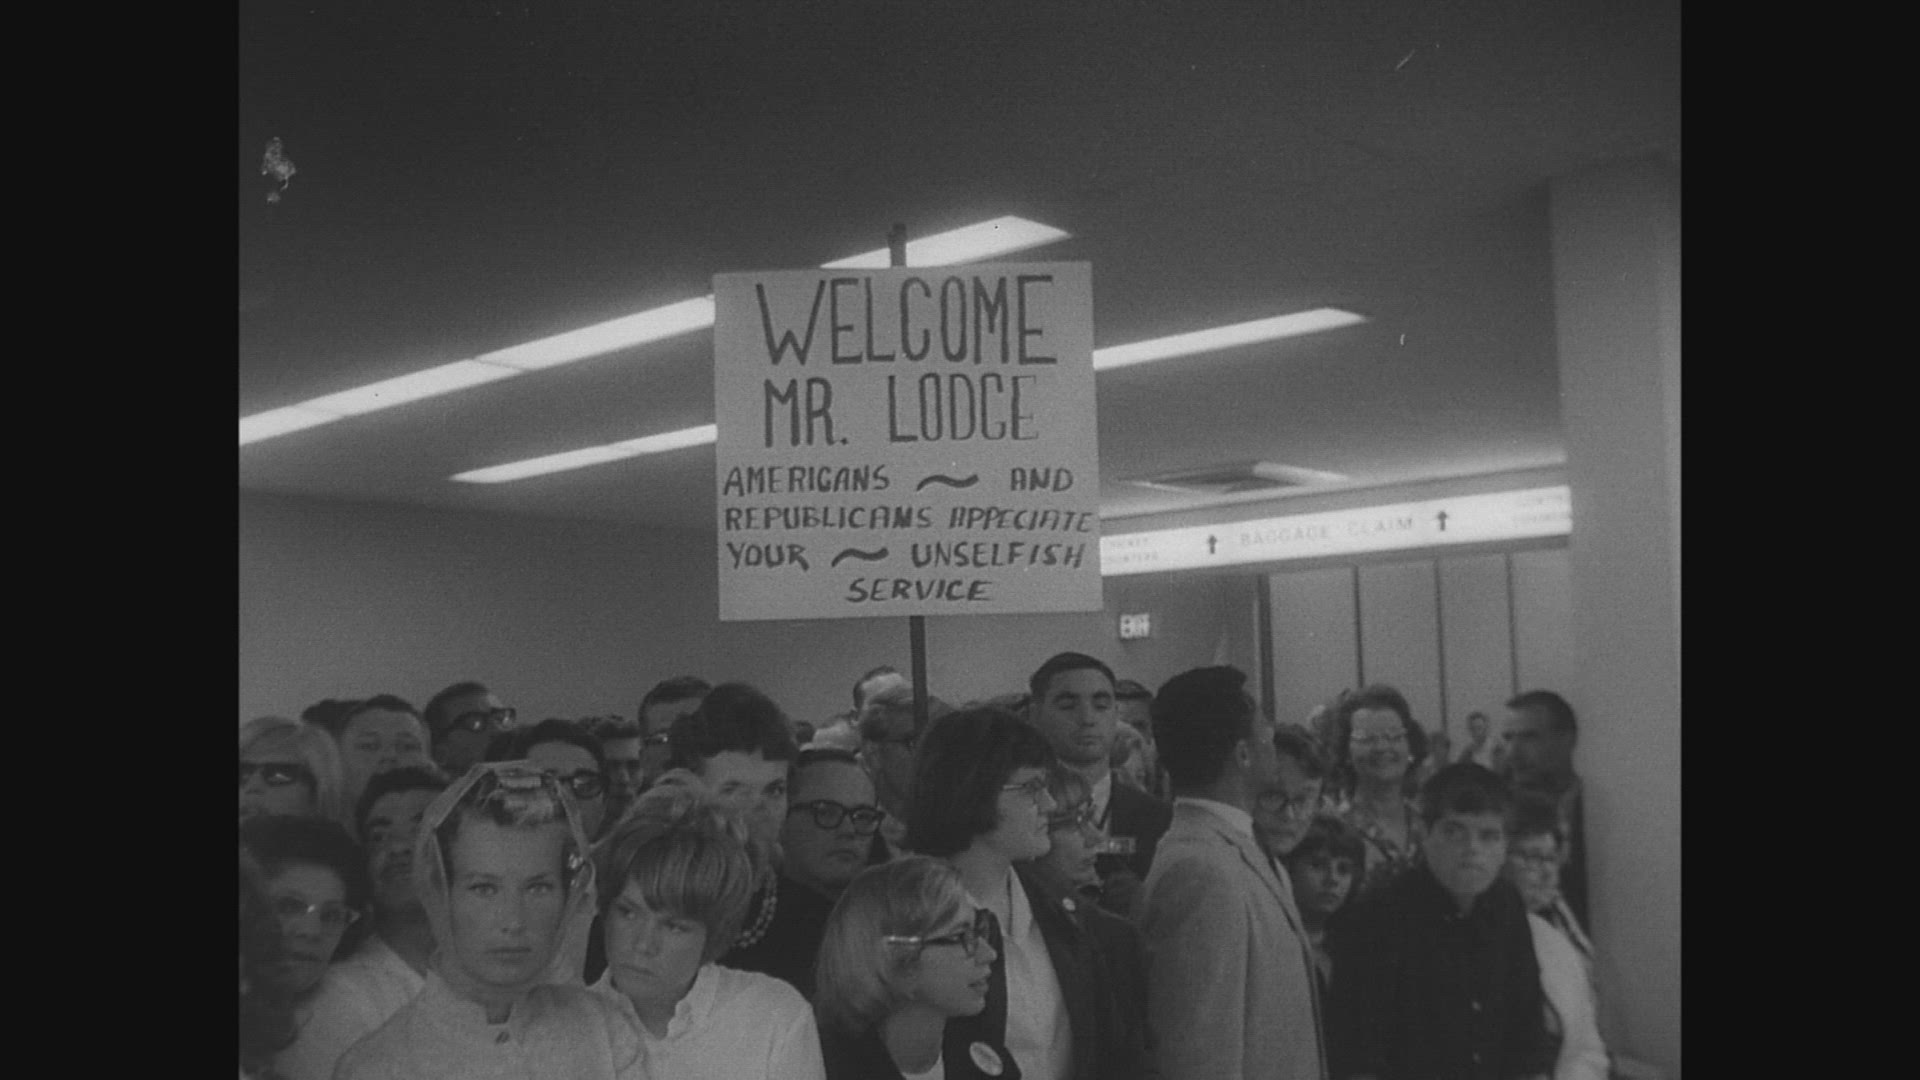 WELCOME
MR. LODGE
AMERICANS ~ AND
REPUBLICANS APPECIATE
YOUR ~ UNSELFISH
SERVICE
↑ BAGGAGE CLAIM ↑
EXIT